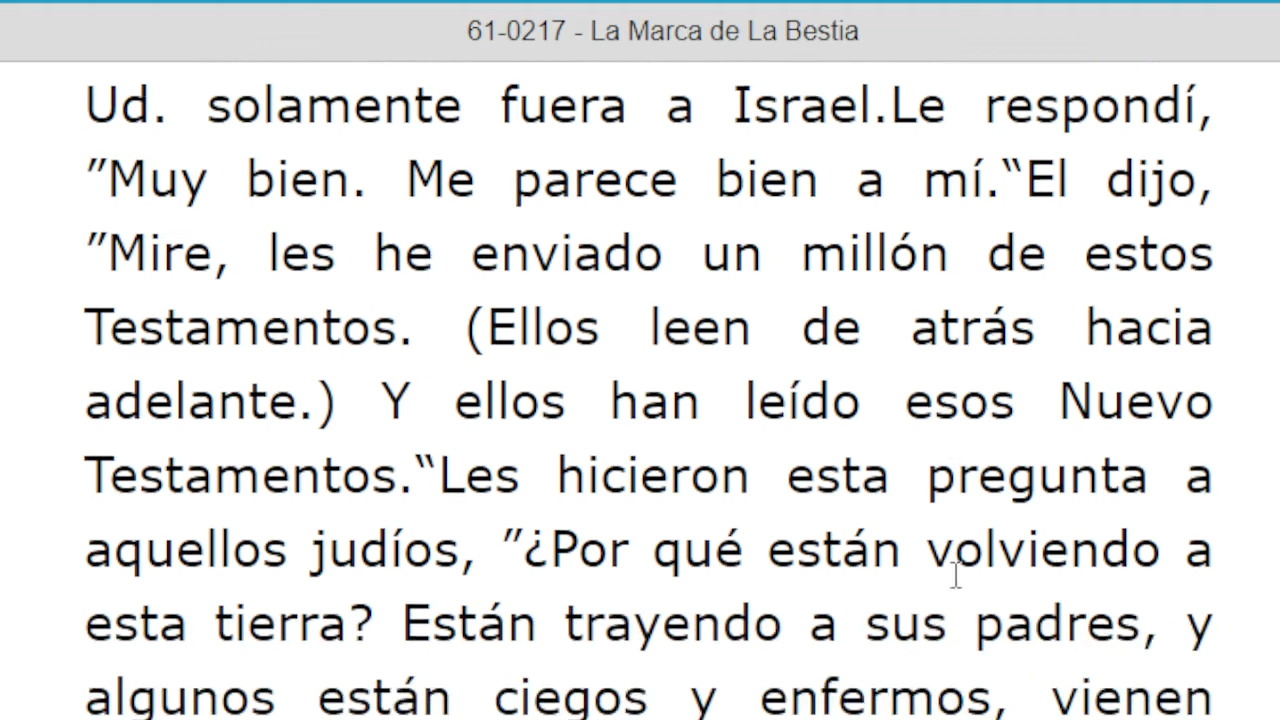 61-0217 - La Marca de La Bestia
Ud. solamente fuera a Israel.Le respondí,
”Muy bien. Me parece bien a mí.“El dijo,
”Mire, les he enviado un millón de estos
Testamentos. (Ellos leen de atrás hacia
adelante.) Y ellos han leído esos Nuevo
Testamentos.“Les hicieron esta pregunta a
aquellos judíos, ”¿Por qué están volviendo a
esta tierra? Están trayendo a sus padres, y
algunos están ciegos y enfermos, vienen